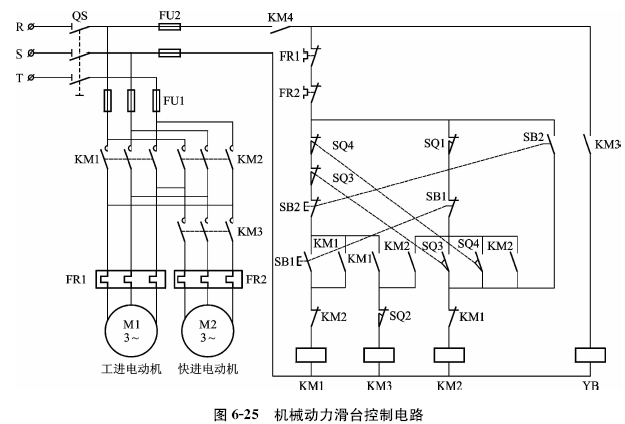 QS
FU2
KM4
R
S
T
FR1
FR2
FU1
SQ4
SQ1
SB2
KM3
KM1
KM2
SQ3
SB2
SB1
KM3
KM1
KM1
KM2
SQ3
SQ4
KM2
SB1
FR1
FR2
KM2
SQ2
KM1
M1
3~
M2
3~
工进电动机
快进电动机
KM1
KM3
KM2
YB
图 6-25 机械动力滑台控制电路